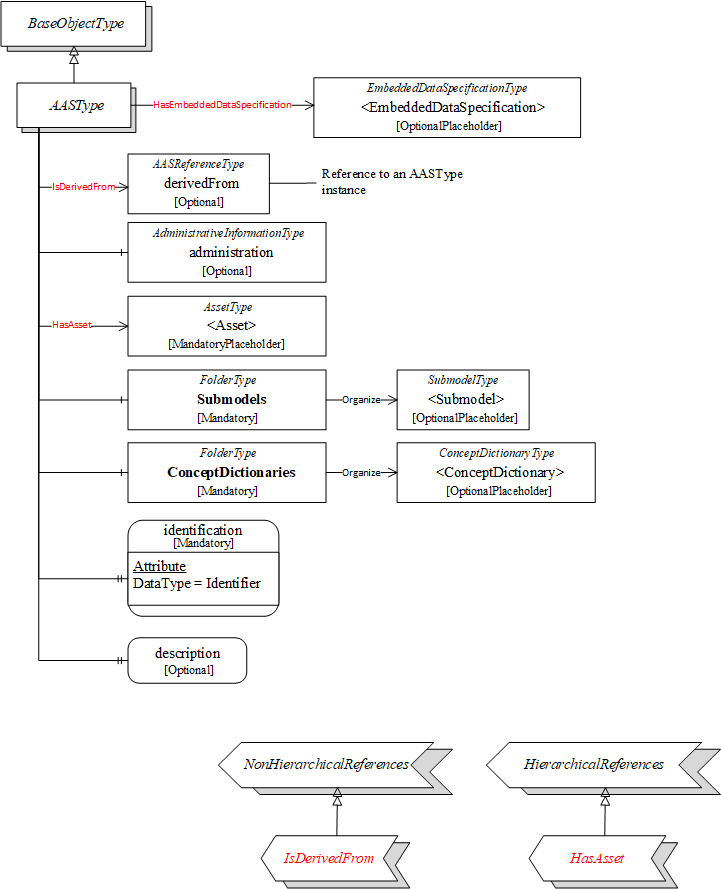 BaseObjectType
AASType
HasEmbeddedDataSpecification
EmbeddedDataSpecificationType
<EmbeddedDataSpecification>
[OptionalPlaceholder]
IsDerivedFrom
AASReferenceType
derivedFrom
[Optional]
Reference to an AASType
instance
AdministrativeInformationType
administration
[Optional]
HasAsset
AssetType
<Asset>
[MandatoryPlaceholder]
FolderType
Submodels
[Mandatory]
Organize
SubmodelType
<Submodel>
[OptionalPlaceholder]
FolderType
ConceptDictionaries
[Mandatory]
Organize
ConceptDictionaryType
<ConceptDictionary>
[OptionalPlaceholder]
identification
[Mandatory]
Attribute
DataType = Identifier
description
[Optional]
NonHierarchicalReferences
HierarchicalReferences
IsDerivedFrom
HasAsset